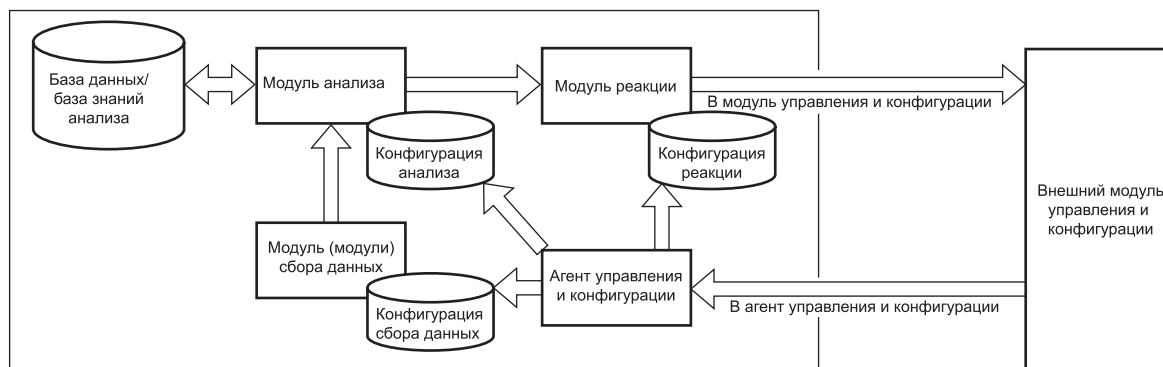 База данных/
база знаний
анализа
Модуль анализа
Модуль реакции
В модуль управления и конфигурации
Конфигурация
анализа
Конфигурация
реакции
Внешний модуль
управления и
конфигурации
Модуль (модули)
сбора данных
Агент управления
и конфигурации
В агент управления и конфигурации
Конфигурация
сбора данных